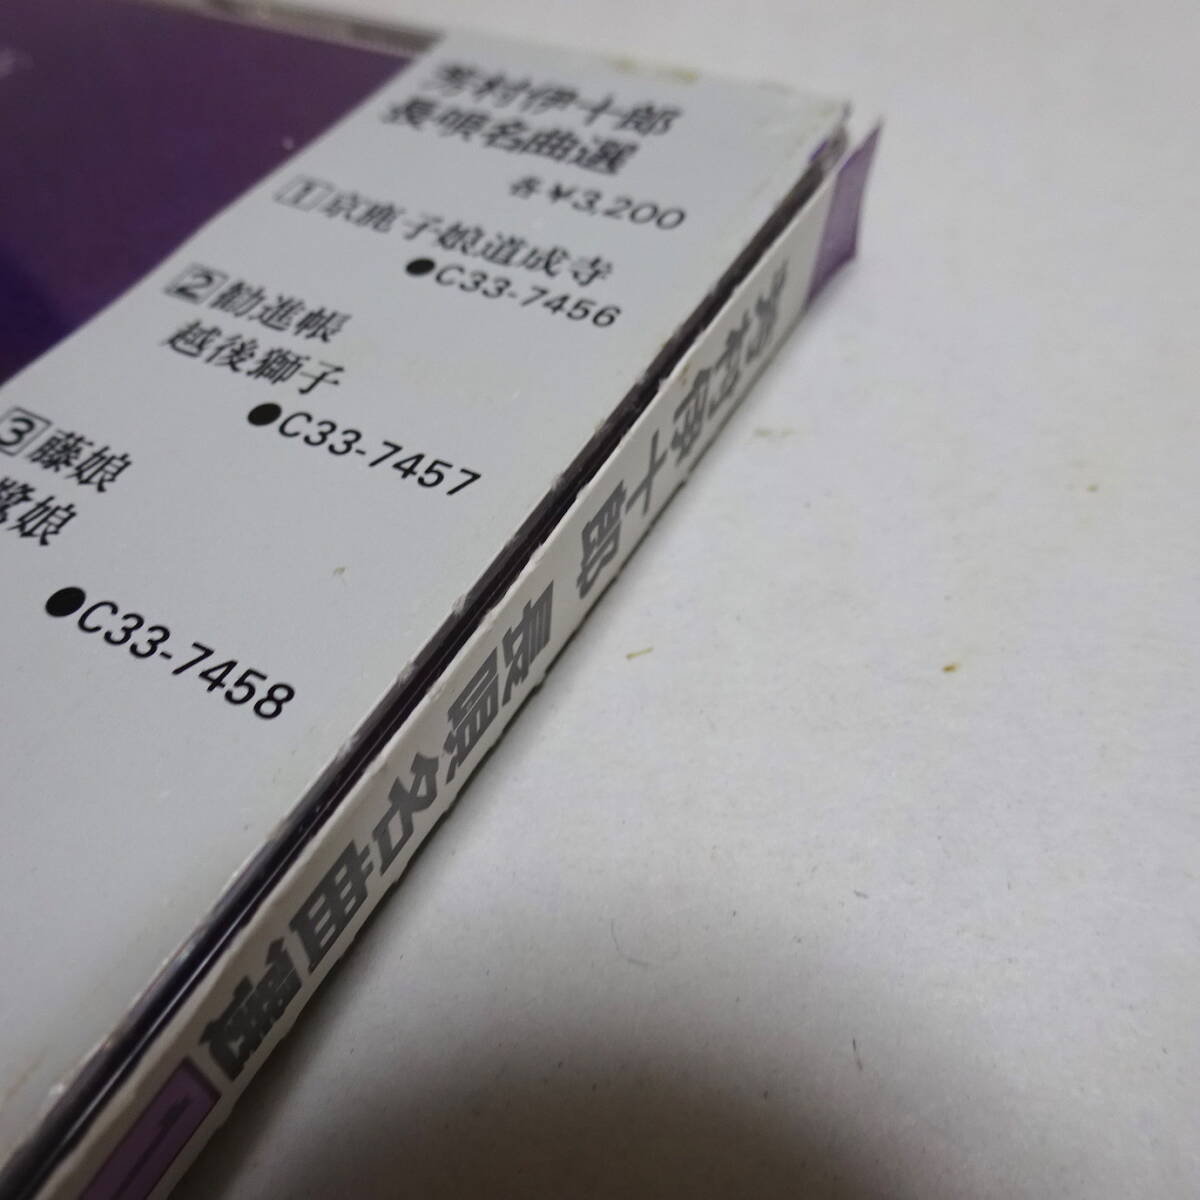 芳村伊十郎
長唄名曲選
各¥3,200
1 京鹿子娘道成寺
●C33-7456
2 勧進帳
越後獅子
●C33-7457
3 藤娘
鷺娘
●C33-7458
芳村伊十郎 長唄名曲選